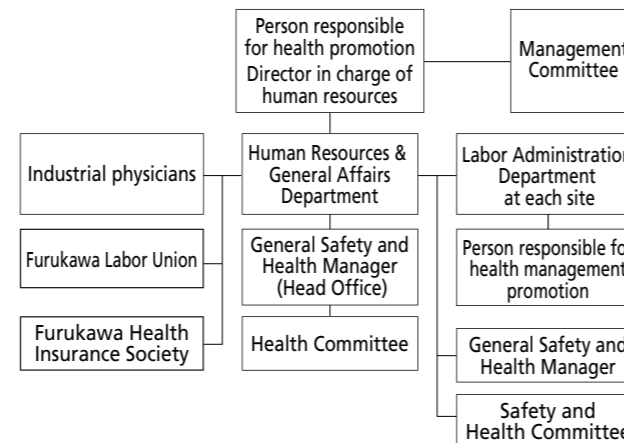 Person responsible
for health promotion
Director in charge of
human resources
Management
Committee
Industrial physicians
Human Resources &
General Affairs
Department
Labor Administration
Department
at each site
Furukawa Labor Union
General Safety and
Health Manager
(Head Office)
Person responsible for
health management
promotion
Furukawa Health
Insurance Society
Health Committee
General Safety and
Health Manager
Safety and
Health Committee